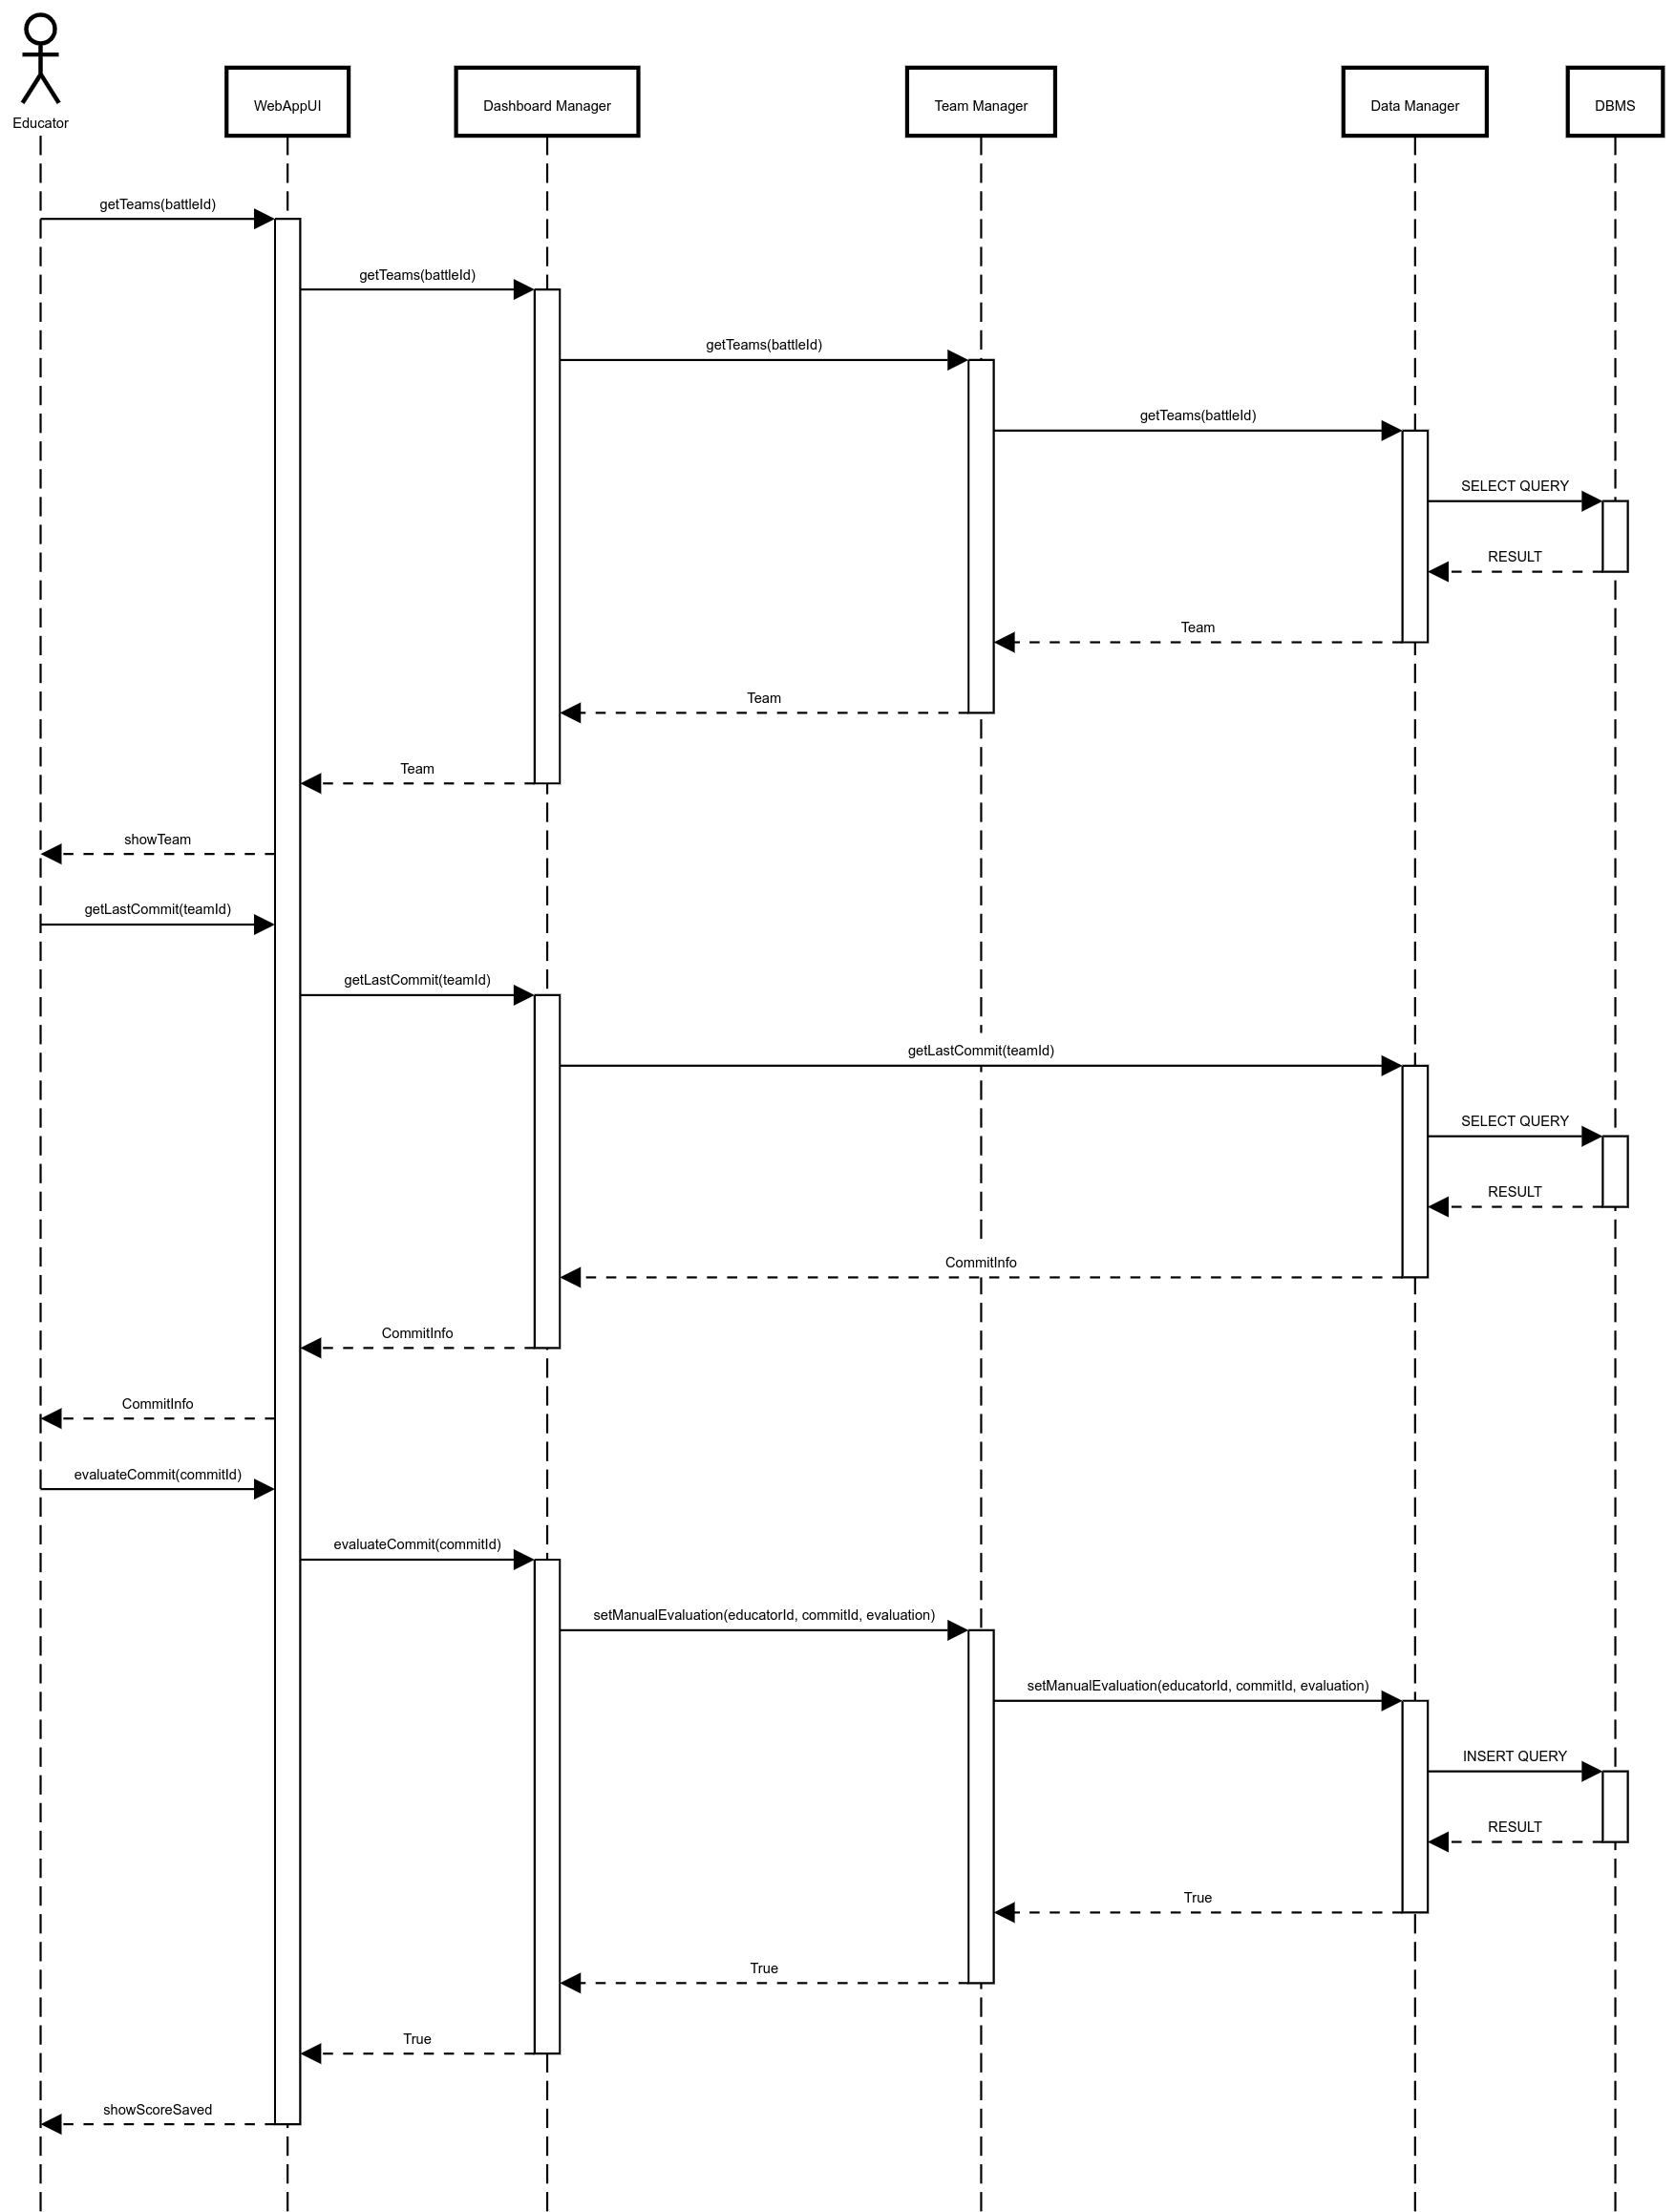 Educator
WebAppUI
Dashboard Manager
Team Manager
Data Manager
DBMS
getTeams(battleId)
getTeams(battleId)
getTeams(battleId)
getTeams(battleId)
SELECT QUERY
RESULT
Team
Team
Team
showTeam
getLastCommit(teamId)
getLastCommit(teamId)
getLastCommit(teamId)
SELECT QUERY
RESULT
CommitInfo
CommitInfo
CommitInfo
evaluateCommit(commitId)
evaluateCommit(commitId)
setManualEvaluation(educatorId, commitId, evaluation)
setManualEvaluation(educatorId, commitId, evaluation)
INSERT QUERY
RESULT
True
True
True
showScoreSaved